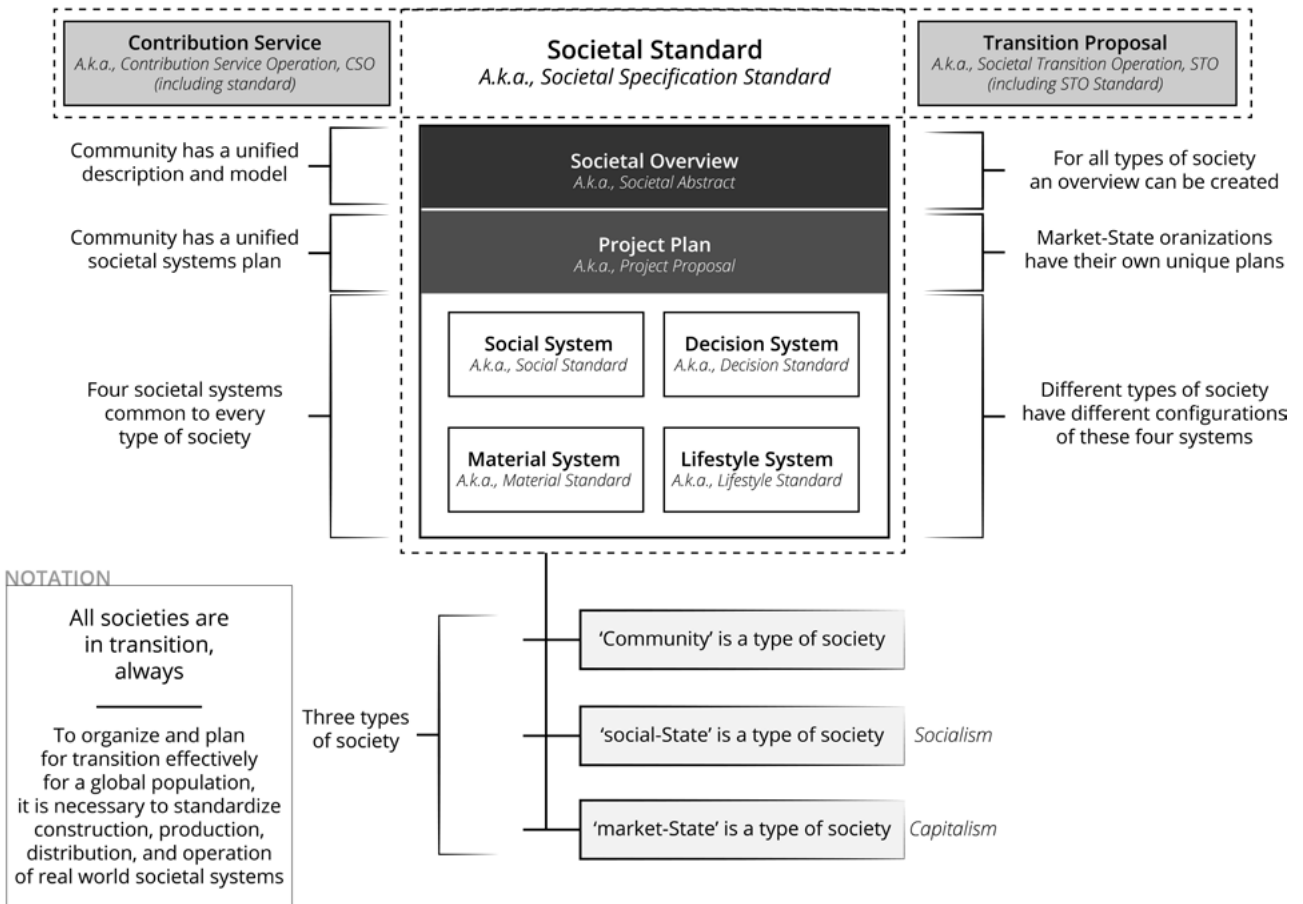 Contribution Service
A.k.a., Contribution Service Operation, CSO
(including standard)
Societal Standard
A.k.a., Societal Specification Standard
Transition Proposal
A.k.a., Societal Transition Operation, STO
(including STO Standard)
Community has a unified
description and model
Societal Overview
A.k.a., Societal Abstract
For all types of society
an overview can be created
Community has a unified
societal systems plan
Project Plan
A.k.a., Project Proposal
Market-State oranizations
have their own unique plans
Four societal systems
common to every
type of society
Social System
A.k.a., Social Standard
Decision System
A.k.a., Decision Standard
Material System
A.k.a., Material Standard
Lifestyle System
A.k.a., Lifestyle Standard
Different types of society
have different configurations
of these four systems
NOTATION
All societies are
in transition,
always
To organize and plan
for transition effectively
for a global population,
it is necessary to standardize
construction, production,
distribution, and operation
of real world societal systems
Three types
of society
‘Community’ is a type of society
‘social-State’ is a type of society
Socialism
‘market-State’ is a type of society
Capitalism